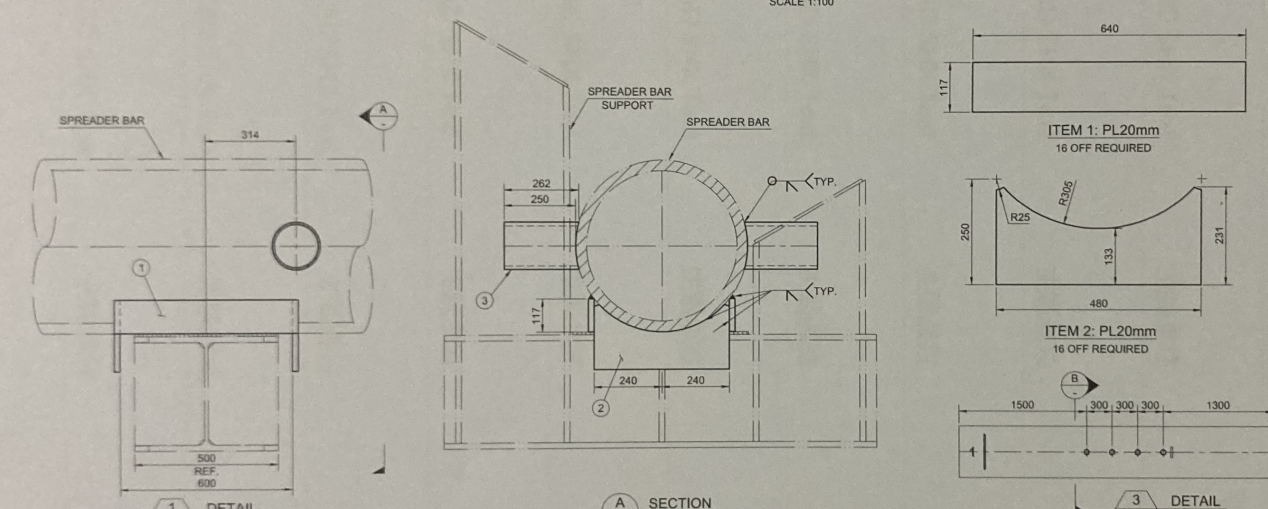 SCALE 1:100
SPREADER BAR
314
A
-
1
500
REF.
600
1 DETAIL
SPREADER BAR
SUPPORT
SPREADER BAR
262
250
TYP.
3
117
TYP.
240 240
2
A SECTION
640
117
ITEM 1: PL20mm
16 OFF REQUIRED
R305
R25
250
133
231
480
ITEM 2: PL20mm
16 OFF REQUIRED
B
-
1500 300 300 300 1300
3 DETAIL